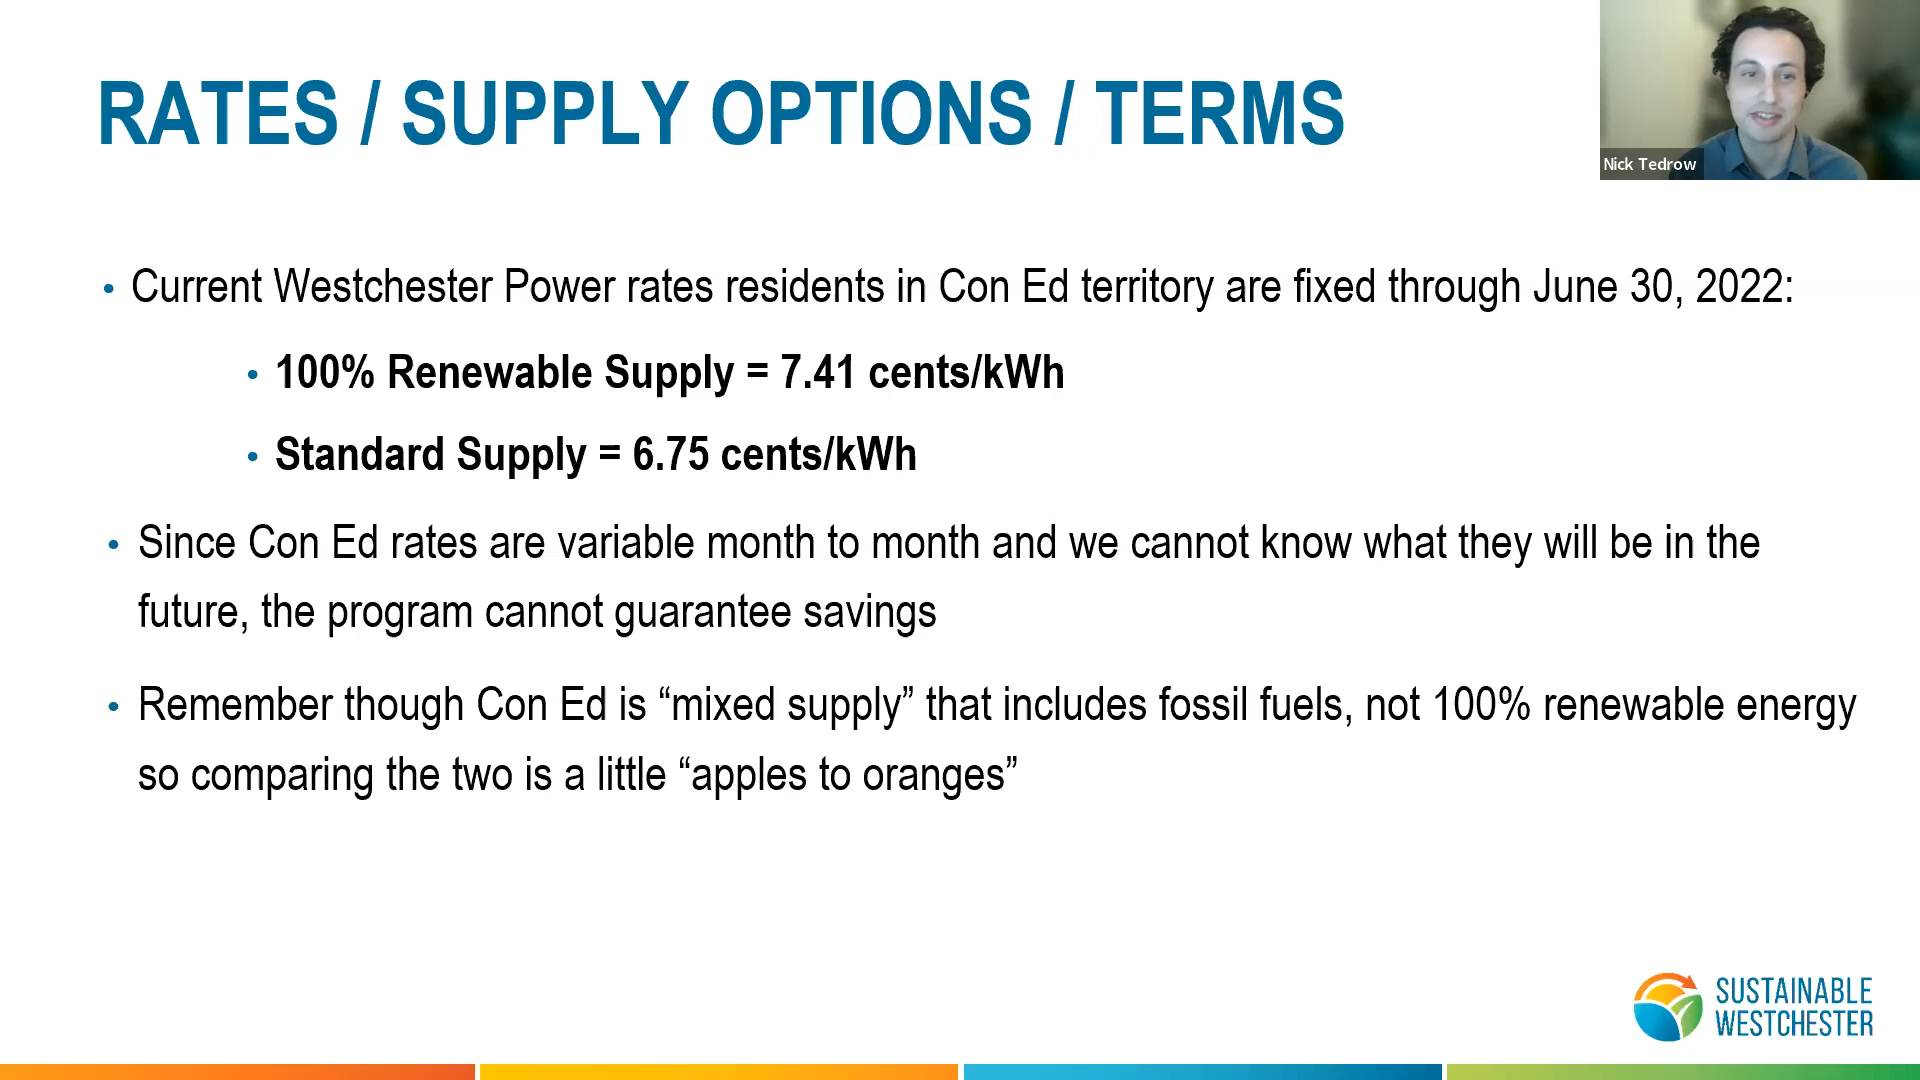 RATES / SUPPLY OPTIONS / TERMS
Nick Tedrow
• Current Westchester Power rates residents in Con Ed territory are fixed through June 30, 2022:
• 100% Renewable Supply = 7.41 cents/kWh
• Standard Supply = 6.75 cents/kWh
• Since Con Ed rates are variable month to month and we cannot know what they will be in the
future, the program cannot guarantee savings
• Remember though Con Ed is “mixed supply” that includes fossil fuels, not 100% renewable energy
so comparing the two is a little “apples to oranges”
SUSTAINABLE
WESTCHESTER